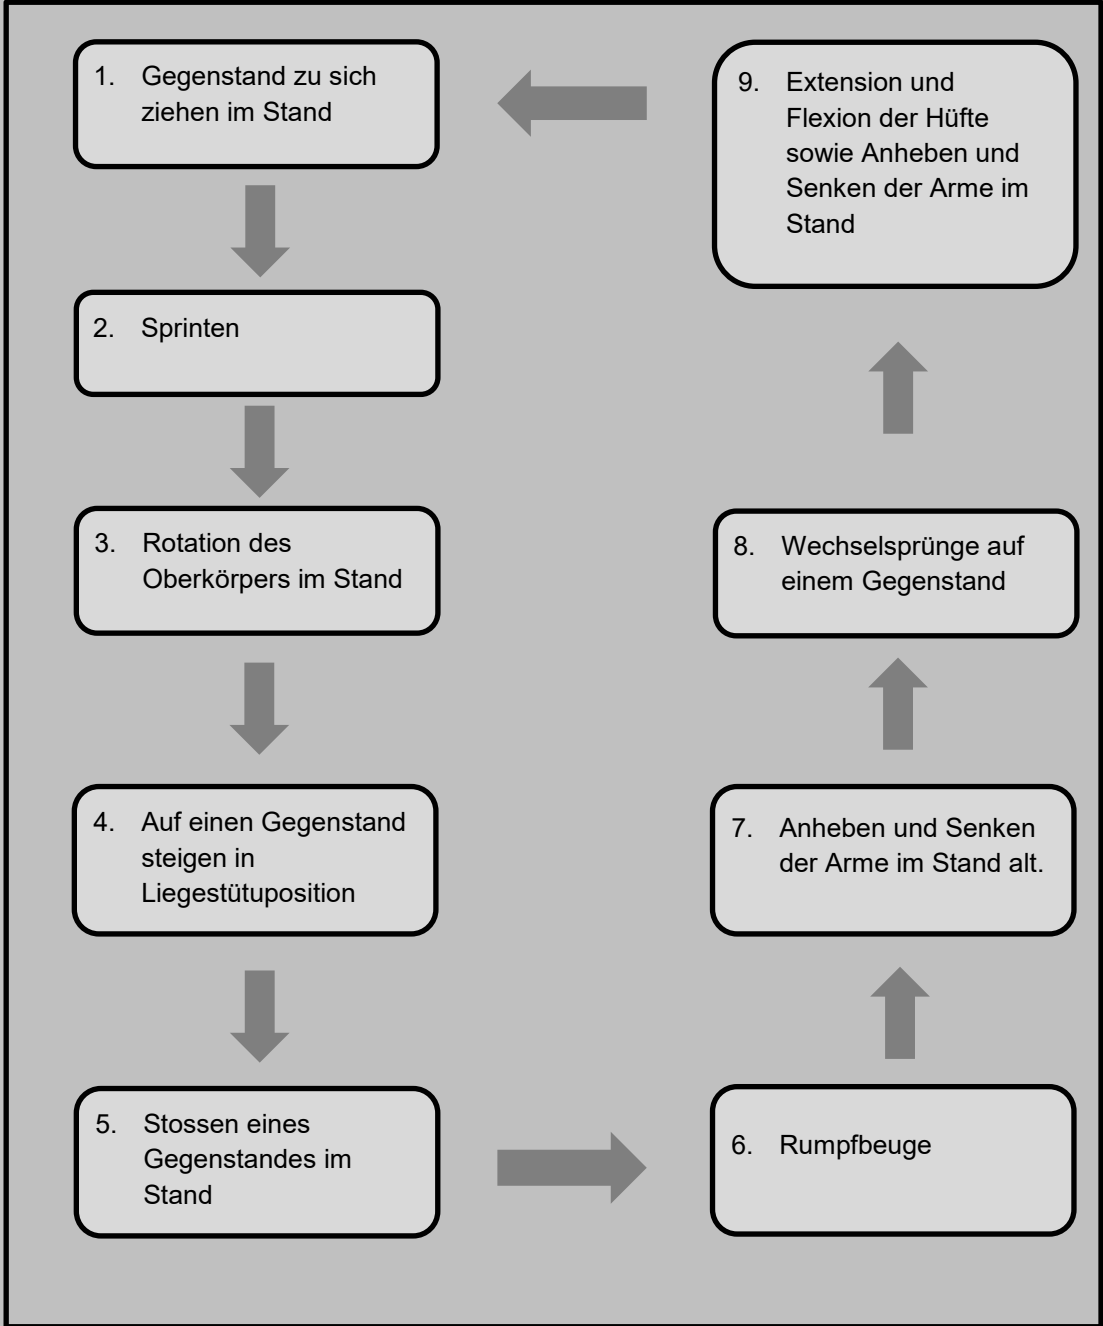 1. Gegenstand zu sich
ziehen im Stand
2. Sprinten
3. Rotation des
Oberkörpers im Stand
4. Auf einen Gegenstand
steigen in
Liegestütuposition
5. Stossen eines
Gegenstandes im
Stand
6. Rumpfbeuge
7. Anheben und Senken
der Arme im Stand alt.
8. Wechselsprünge auf
einem Gegenstand
9. Extension und
Flexion der Hüfte
sowie Anheben und
Senken der Arme im
Stand